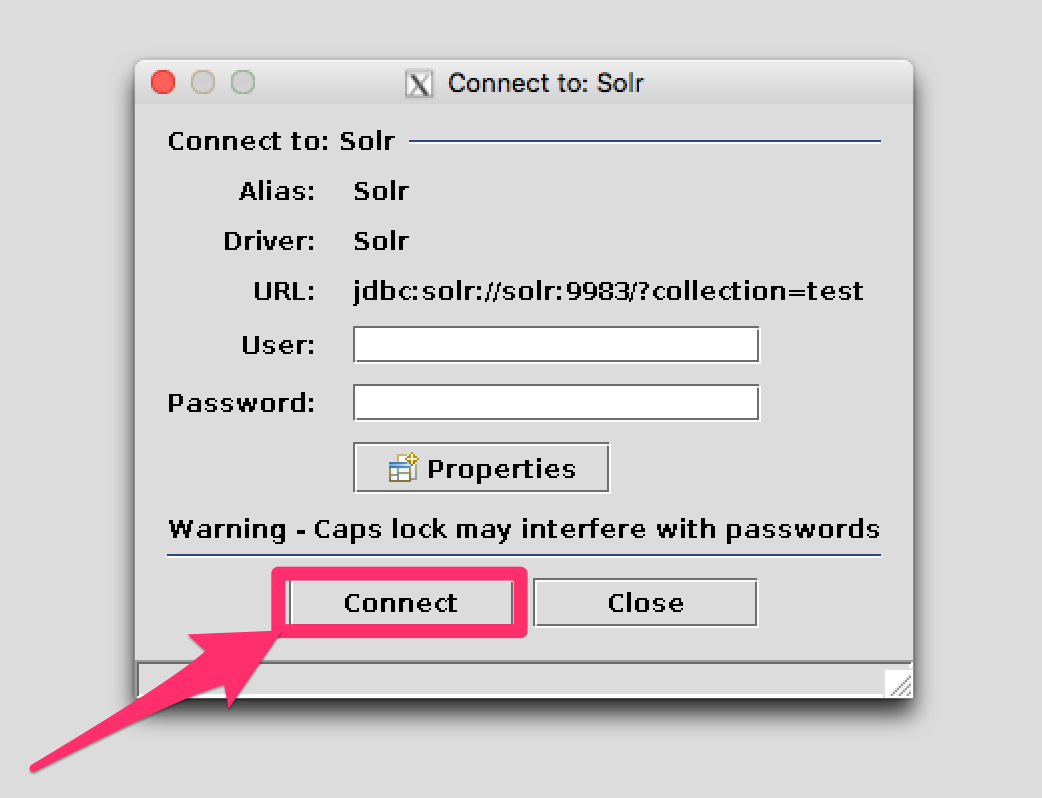 Connect to: Solr
Connect to: Solr
Alias: Solr
Driver: Solr
URL: jdbc:solr://solr:9983/?collection=test
User:
Password:
Properties
Warning - Caps lock may interfere with passwords
Connect Close